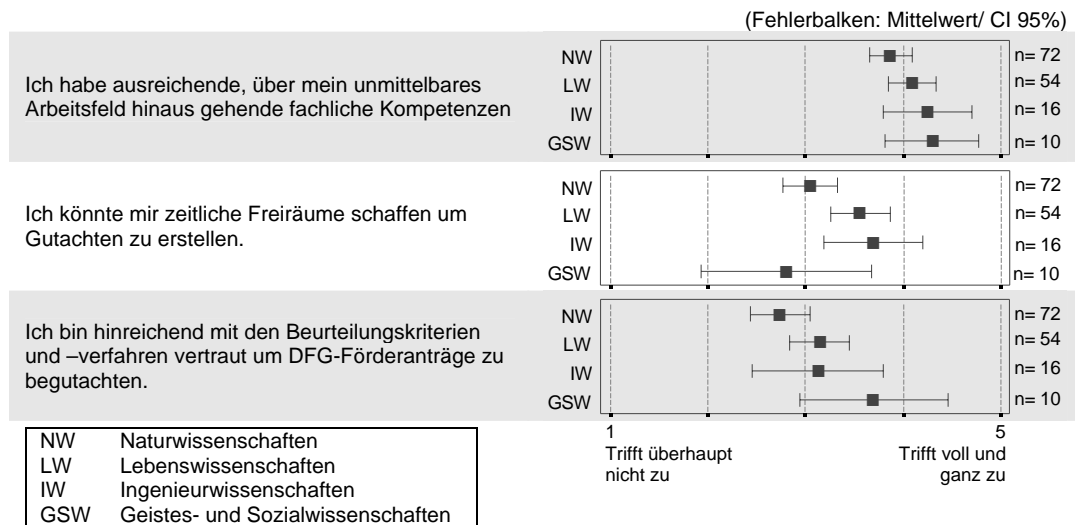 (Fehlerbalken: Mittelwert/ CI 95%)
Ich habe ausreichende, über mein unmittelbares
Arbeitsfeld hinaus gehende fachliche Kompetenzen
NW n= 72
LW n= 54
IW n= 16
GSW n= 10
Ich könnte mir zeitliche Freiräume schaffen um
Gutachten zu erstellen.
NW n= 72
LW n= 54
IW n= 16
GSW n= 10
Ich bin hinreichend mit den Beurteilungskriterien
und –verfahren vertraut um DFG-Förderanträge zu
begutachten.
NW n= 72
LW n= 54
IW n= 16
GSW n= 10
1 5
Trifft überhaupt Trifft voll und
nicht zu ganz zu
NW Naturwissenschaften
LW Lebenswissenschaften
IW Ingenieurwissenschaften
GSW Geistes- und Sozialwissenschaften